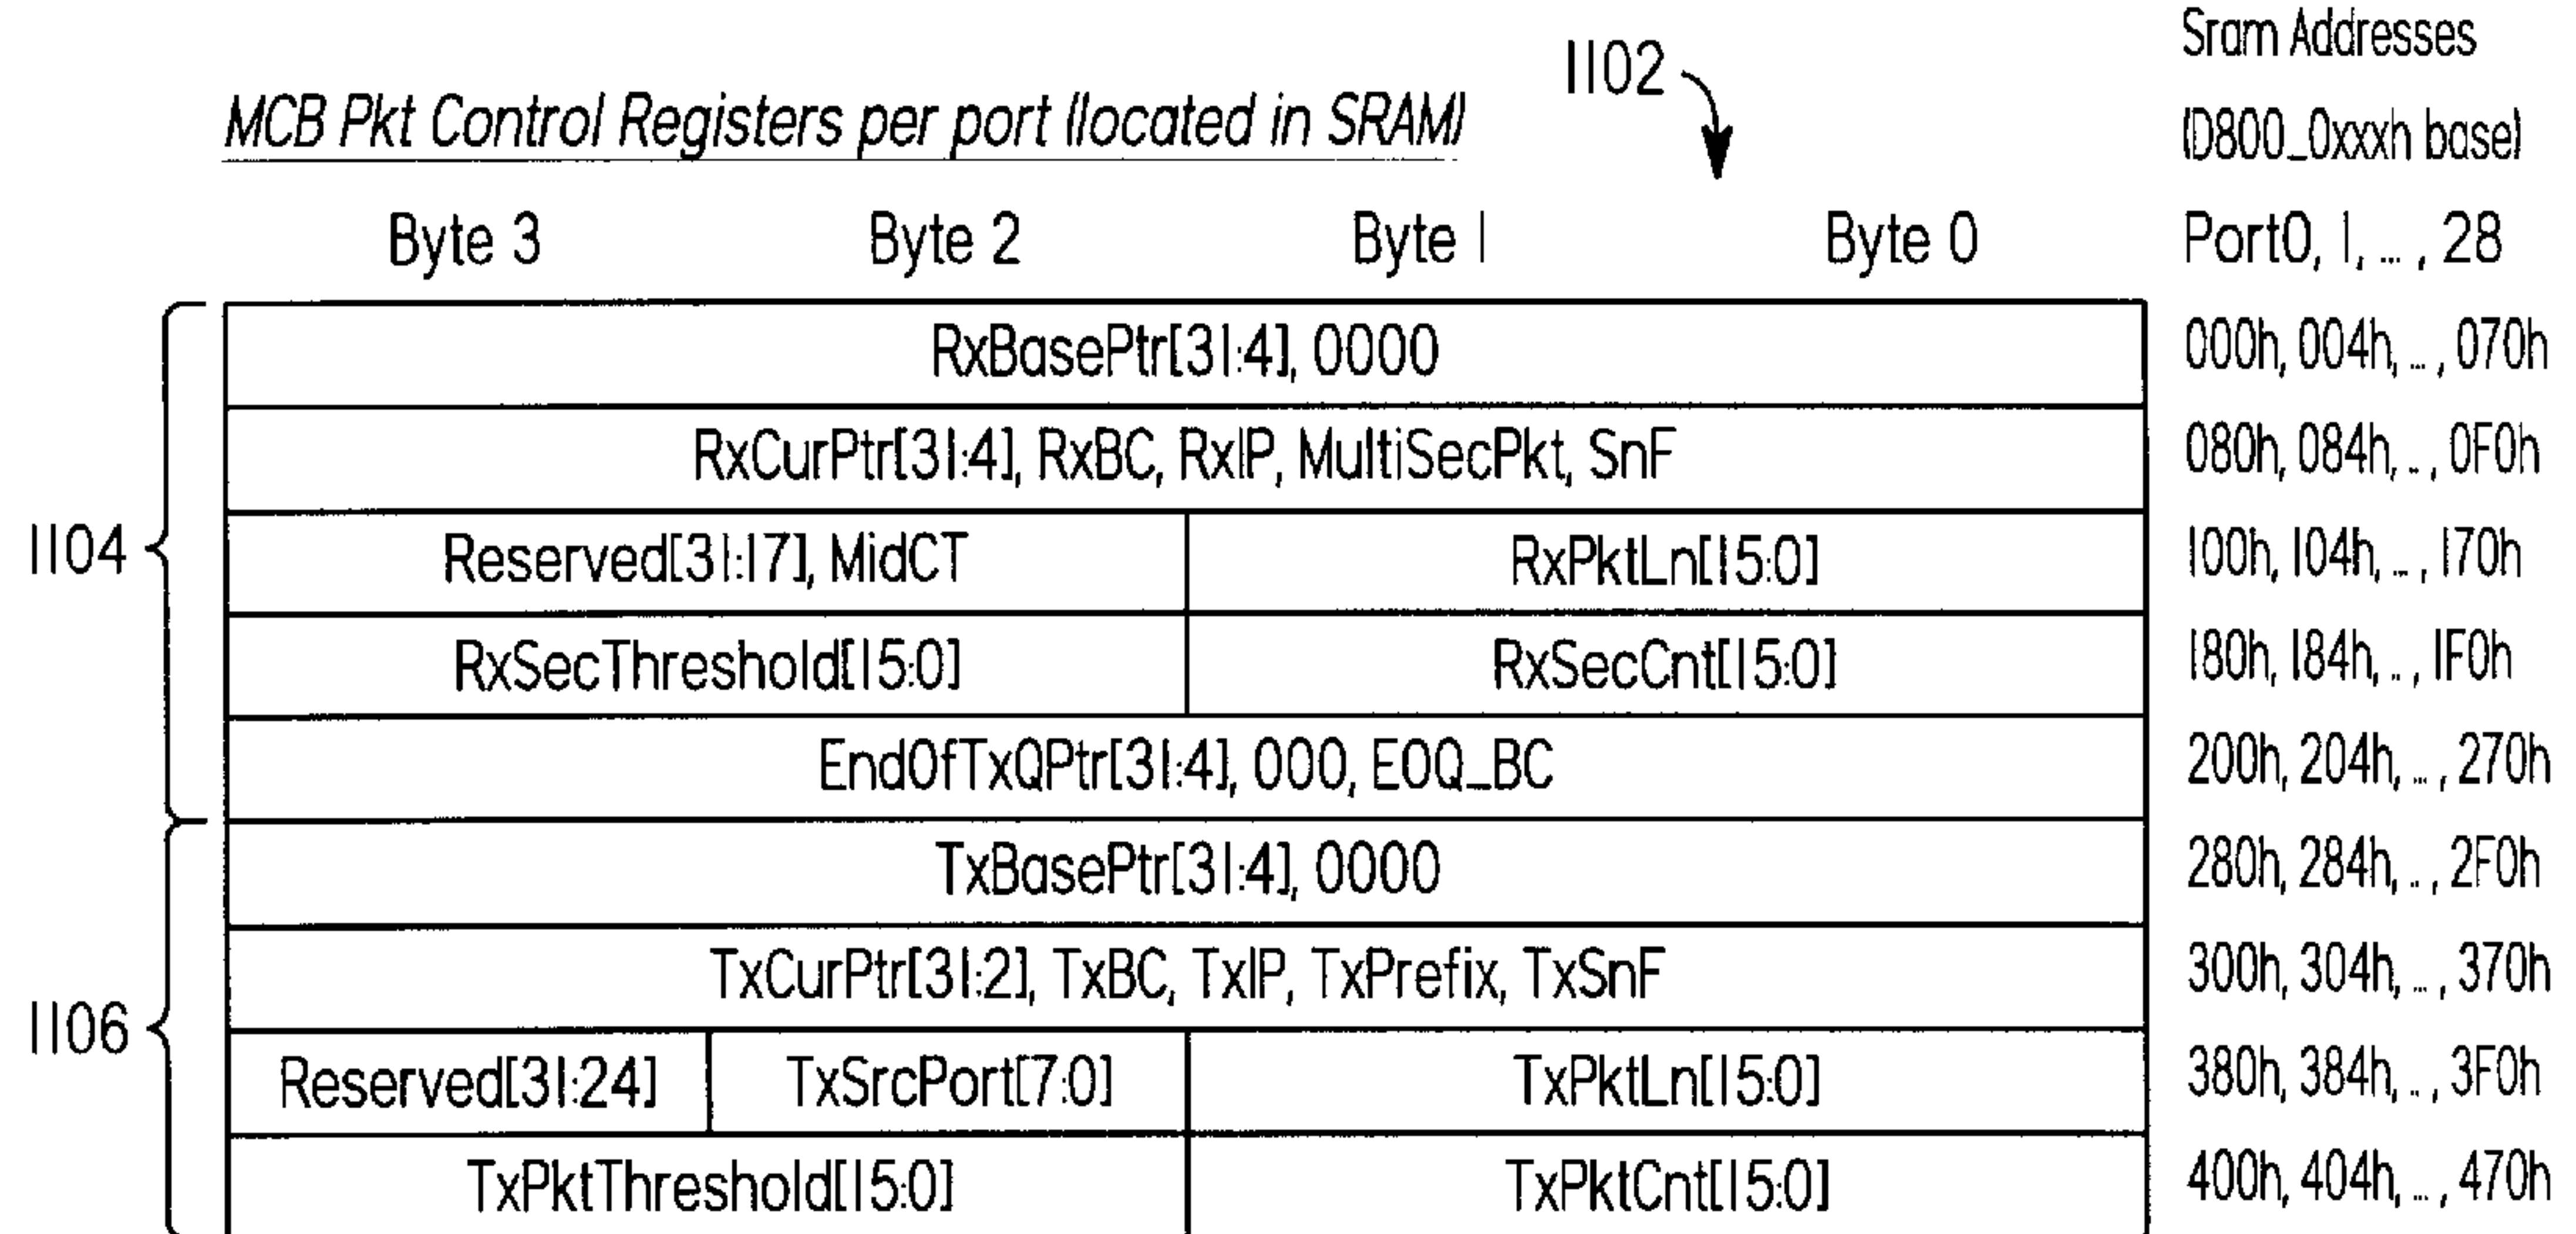 Sram Addresses
1102
MCB Pkt Control Registers per port (located in SRAM)
(D800_0xxxh base)
Byte 3 Byte 2 Byte 1 Byte 0 Port0, 1, ... , 28
RxBasePtr[31:4], 0000 000h, 004h, ... , 070h
RxCurPtr[31:4], RxBC, RxIP, MultiSecPkt, SnF 080h, 084h, .. , 0F0h
1104 Reserved[31:17], MidCT RxPktLn[15:0] 100h, 104h, ... , 170h
RxSecThreshold[15:0] RxSecCnt[15:0] 180h, 184h, .. , 1F0h
EndOfTxQPtr[31:4], 000, EOQ_BC 200h, 204h, ... , 270h
TxBasePtr[31:4], 0000 280h, 284h, .. , 2F0h
TxCurPtr[31:2], TxBC, TxIP, TxPrefix, TxSnF 300h, 304h, ... , 370h
1106 Reserved[31:24] TxSrcPort[7:0] TxPktLn[15:0] 380h, 384h, .. , 3F0h
TxPktThreshold[15:0] TxPktCnt[15:0] 400h, 404h, ... , 470h